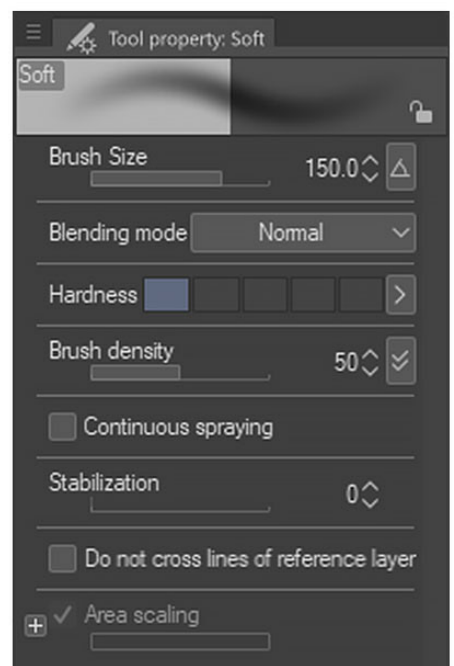 Tool property: Soft
Soft
Brush Size 150.0
Blending mode Normal
Hardness
Brush density 50
Continuous spraying
Stabilization 0
Do not cross lines of reference layer
Area scaling